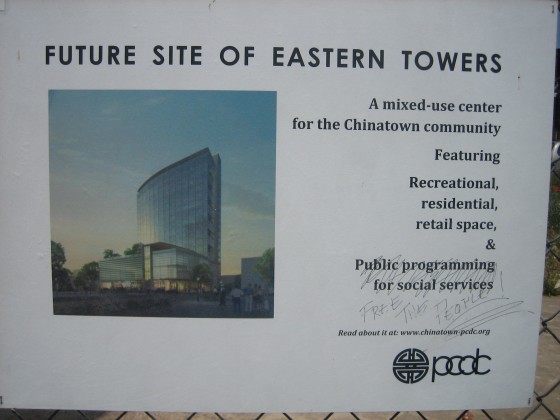 FUTURE SITE OF EASTERN TOWERS
A mixed-use center
for the Chinatown community
Featuring
Recreational,
residential,
retail space,
&
Public programming
for social services
FREE THIS PEOPLE!
Read about it at: www.chinatown-pcdc.org
pcdc